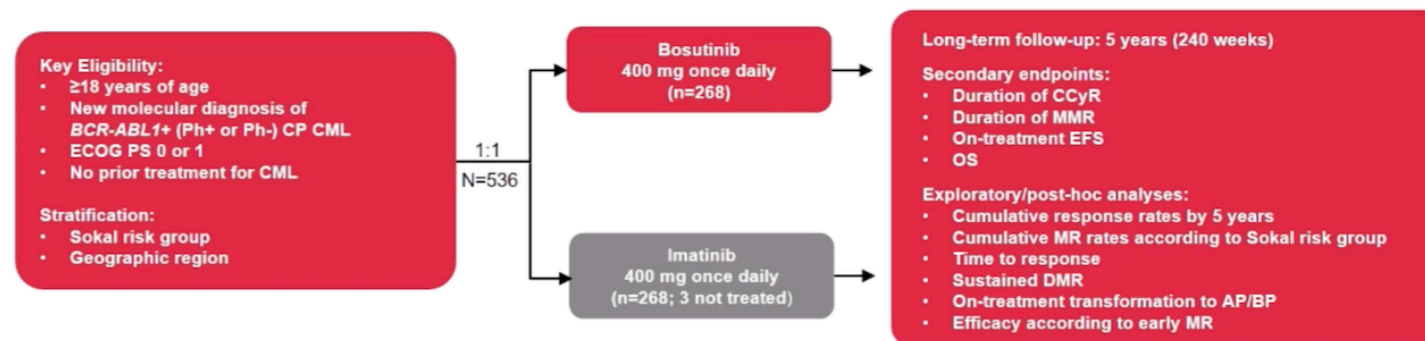 Key Eligibility:
• ≥18 years of age
• New molecular diagnosis of
BCR-ABL1+ (Ph+ or Ph-) CP CML
• ECOG PS 0 or 1
• No prior treatment for CML
Stratification:
• Sokal risk group
• Geographic region
1:1
N=536
Bosutinib
400 mg once daily
(n=268)
Imatinib
400 mg once daily
(n=268; 3 not treated)
Long-term follow-up: 5 years (240 weeks)
Secondary endpoints:
• Duration of CCyR
• Duration of MMR
• On-treatment EFS
• OS
Exploratory/post-hoc analyses:
• Cumulative response rates by 5 years
• Cumulative MR rates according to Sokal risk group
• Time to response
• Sustained DMR
• On-treatment transformation to AP/BP
• Efficacy according to early MR